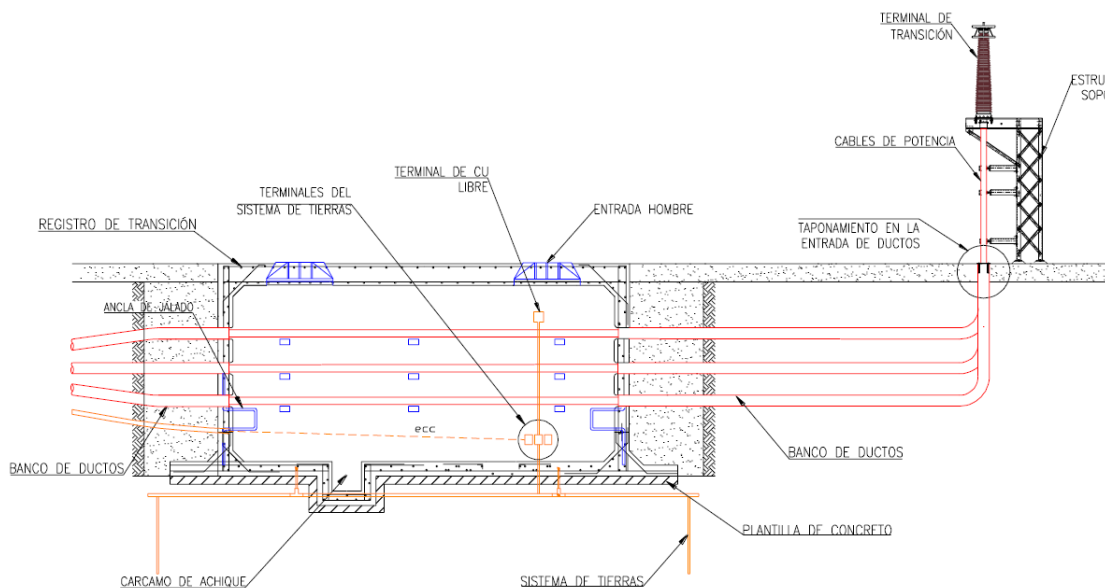 TERMINAL DE
TRANSICIÓN
ESTRU
SOP
CABLES DE POTENCIA
TERMINAL DE CU
LIBRE
TERMINALES DEL
SISTEMA DE TIERRAS
ENTRADA HOMBRE
REGISTRO DE TRANSICIÓN
TAPONAMIENTO EN LA
ENTRADA DE DUCTOS
ANCLA DE JALADO
ecc
BANCO DE DUCTOS
BANCO DE DUCTOS
PLANTILLA DE CONCRETO
CARCAMO DE ACHIQUE
SISTEMA DE TIERRAS